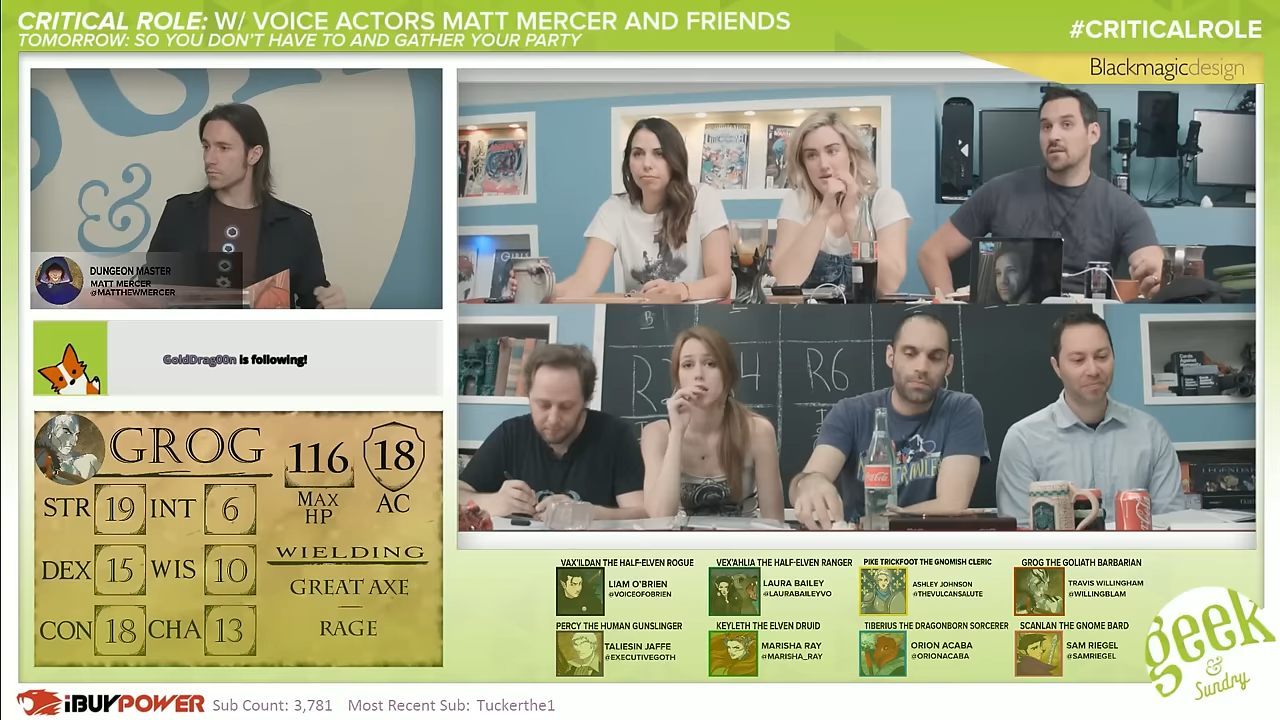 CRITICAL ROLE: W/ VOICE ACTORS MATT MERCER AND FRIENDS
TOMORROW: SO YOU DON'T HAVE TO AND GATHER YOUR PARTY
#CRITICALROLE
Blackmagicdesign
&
DUNGEON MASTER
MATT MERCER
@MATTHEWMERCER
GoldDrag00n is following!
GROG
116
MAX
HP
18
AC
STR 19 INT 6
DEX 15 WIS 10
CON 18 CHA 13
WIELDING
GREAT AXE
—
RAGE
B
R
4
R6
Coca-Cola
VAX'ILDAN THE HALF-ELVEN ROGUE
LIAM O'BRIEN
@VOICEOFOBRIEN
VEX'AHLIA THE HALF-ELVEN RANGER
LAURA BAILEY
@LAURABAILEYVO
PIKE TRICKFOOT THE GNOMISH CLERIC
ASHLEY JOHNSON
@THEVULCANSALUTE
GROG THE GOLIATH BARBARIAN
TRAVIS WILLINGHAM
@WILLINGBLAM
PERCY THE HUMAN GUNSLINGER
TALIESIN JAFFE
@EXECUTIVEGOTH
KEYLETH THE ELVEN DRUID
MARISHA RAY
@MARISHA_RAY
TIBERIUS THE DRAGONBORN SORCERER
ORION ACABA
@ORIONACABA
SCANLAN THE GNOME BARD
SAM RIEGEL
@SAMRIEGEL
geek
&
Sundry
iBUYPOWER
Sub Count: 3,781 Most Recent Sub: Tuckerthe1